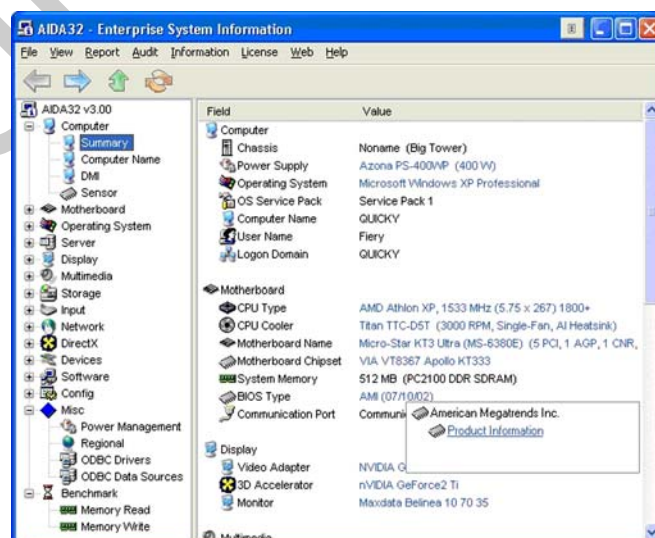 AIDA32 - Enterprise System Information
File View Report Audit Information License Web Help
AIDA32 v3.00
Computer
Summary
Computer Name
DMI
Sensor
Motherboard
Operating System
Server
Display
Multimedia
Storage
Input
Network
DirectX
Devices
Software
Config
Misc
Power Management
Regional
ODBC Drivers
ODBC Data Sources
Benchmark
Memory Read
Memory Write
Field Value
Computer
Chassis Noname (Big Tower)
Power Supply Azona PS-400WP (400 W)
Operating System Microsoft Windows XP Professional
OS Service Pack Service Pack 1
Computer Name QUICKY
User Name Fiery
Logon Domain QUICKY
Motherboard
CPU Type AMD Athlon XP, 1533 MHz (5.75 x 267) 1800+
CPU Cooler Titan TTC-D5T (3000 RPM, Single-Fan, Al Heatsink)
Motherboard Name Micro-Star KT3 Ultra (MS-6380E) (5 PCI, 1 AGP, 1 CNR,
Motherboard Chipset VIA VT8367 Apollo KT333
System Memory 512 MB (PC2100 DDR SDRAM)
BIOS Type AMI (07/10/02)
Communication Port Communi
American Megatrends Inc.
Product Information
Display
Video Adapter NVIDIA G
3D Accelerator nVIDIA GeForce2 Ti
Monitor Maxdata Belinea 10 70 35
Multimedia